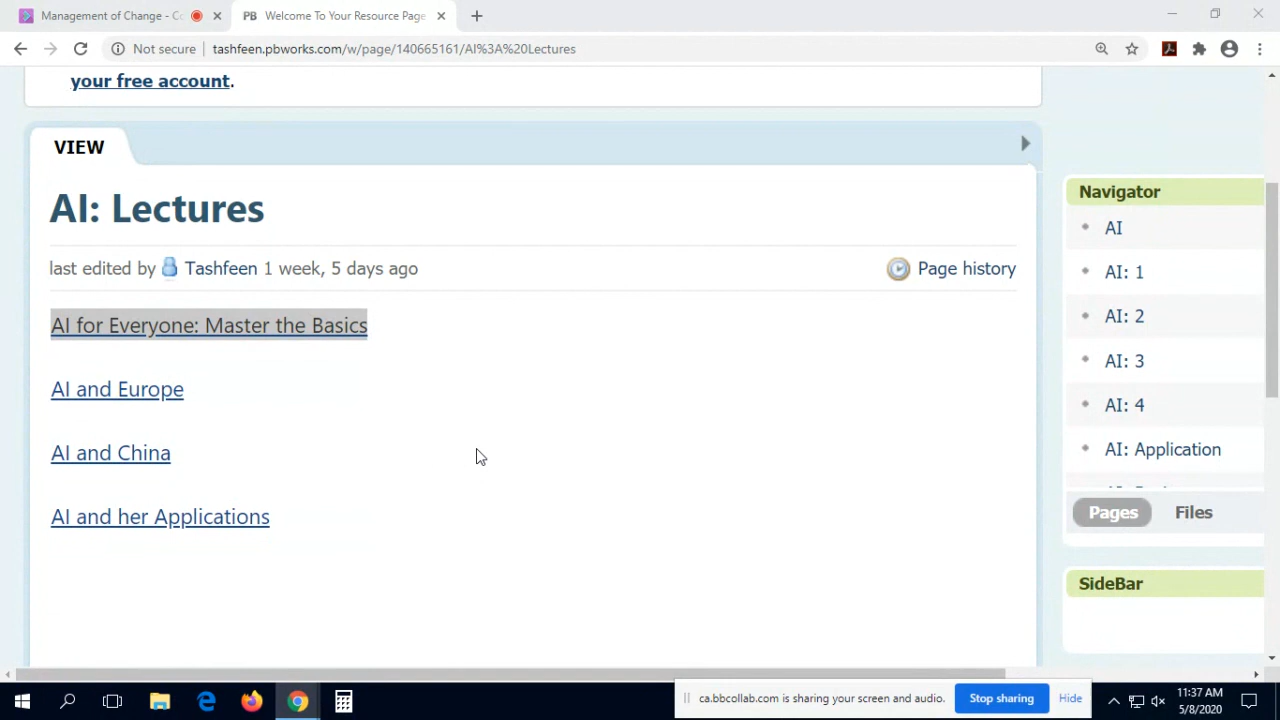 Management of Change - Co
Welcome To Your Resource Page
Not secure
tashfeen.pbworks.com/w/page/140665161/AI%3A%20Lectures
your free account.
VIEW
AI: Lectures
last edited by Tashfeen 1 week, 5 days ago
Page history
AI for Everyone: Master the Basics
AI and Europe
AI and China
AI and her Applications
Navigator
AI
AI: 1
AI: 2
AI: 3
AI: 4
AI: Application
Pages
Files
SideBar
ca.bbcollab.com is sharing your screen and audio.
Stop sharing
Hide
11:37 AM
5/8/2020